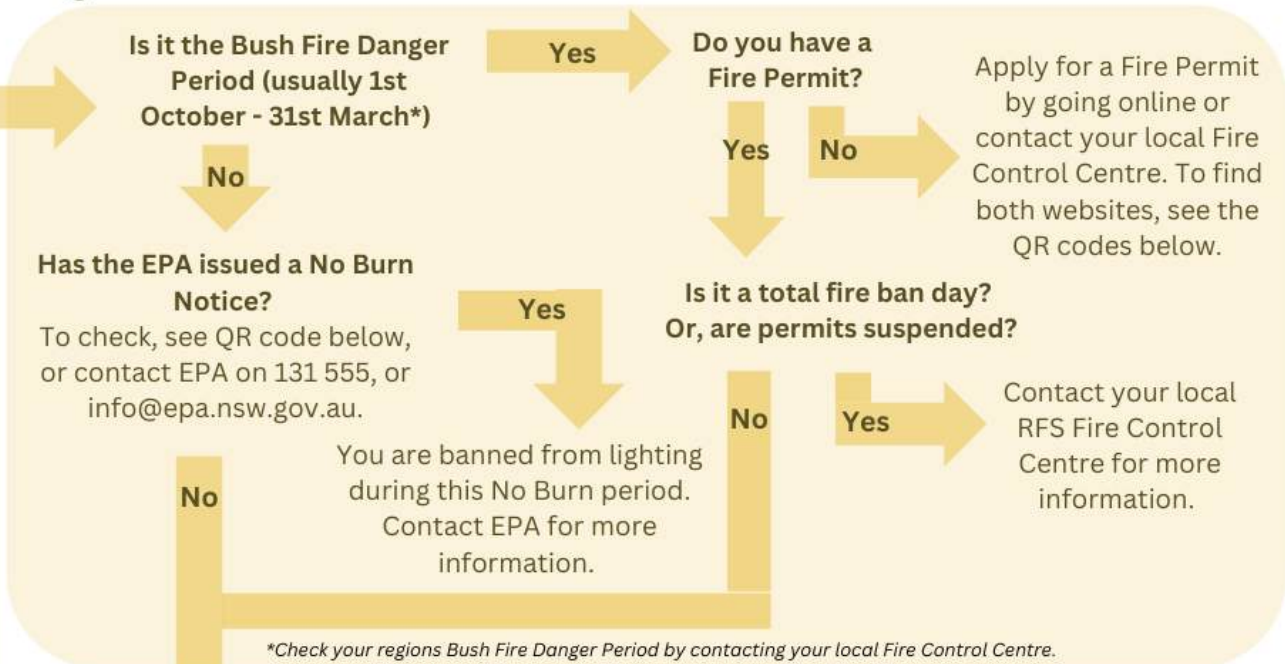 Is it the Bush Fire Danger
Period (usually 1st
October - 31st March*)
Yes
Do you have a
Fire Permit?
Apply for a Fire Permit
by going online or
contact your local Fire
Control Centre. To find
both websites, see the
QR codes below.
No
Yes
No
Has the EPA issued a No Burn
Notice?
To check, see QR code below,
or contact EPA on 131 555, or
info@epa.nsw.gov.au.
Yes
Is it a total fire ban day?
Or, are permits suspended?
No
Yes
Contact your local
RFS Fire Control
Centre for more
information.
You are banned from lighting
during this No Burn period.
Contact EPA for more
information.
No
*Check your regions Bush Fire Danger Period by contacting your local Fire Control Centre.